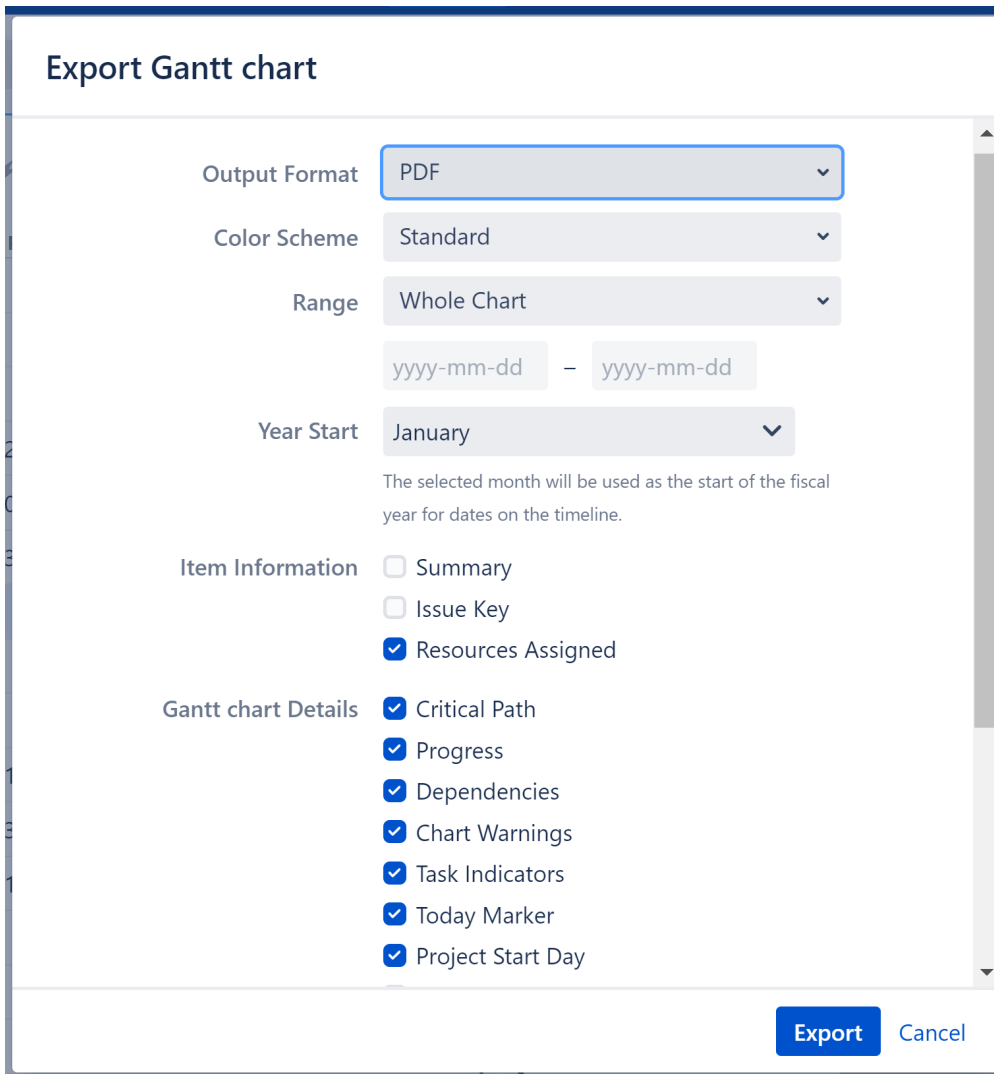 Export Gantt chart
Output Format PDF
Color Scheme Standard
Range Whole Chart
yyyy-mm-dd – yyyy-mm-dd
Year Start January
The selected month will be used as the start of the fiscal
year for dates on the timeline.
Item Information Summary
Issue Key
Resources Assigned
Gantt chart Details Critical Path
Progress
Dependencies
Chart Warnings
Task Indicators
Today Marker
Project Start Day
Export Cancel